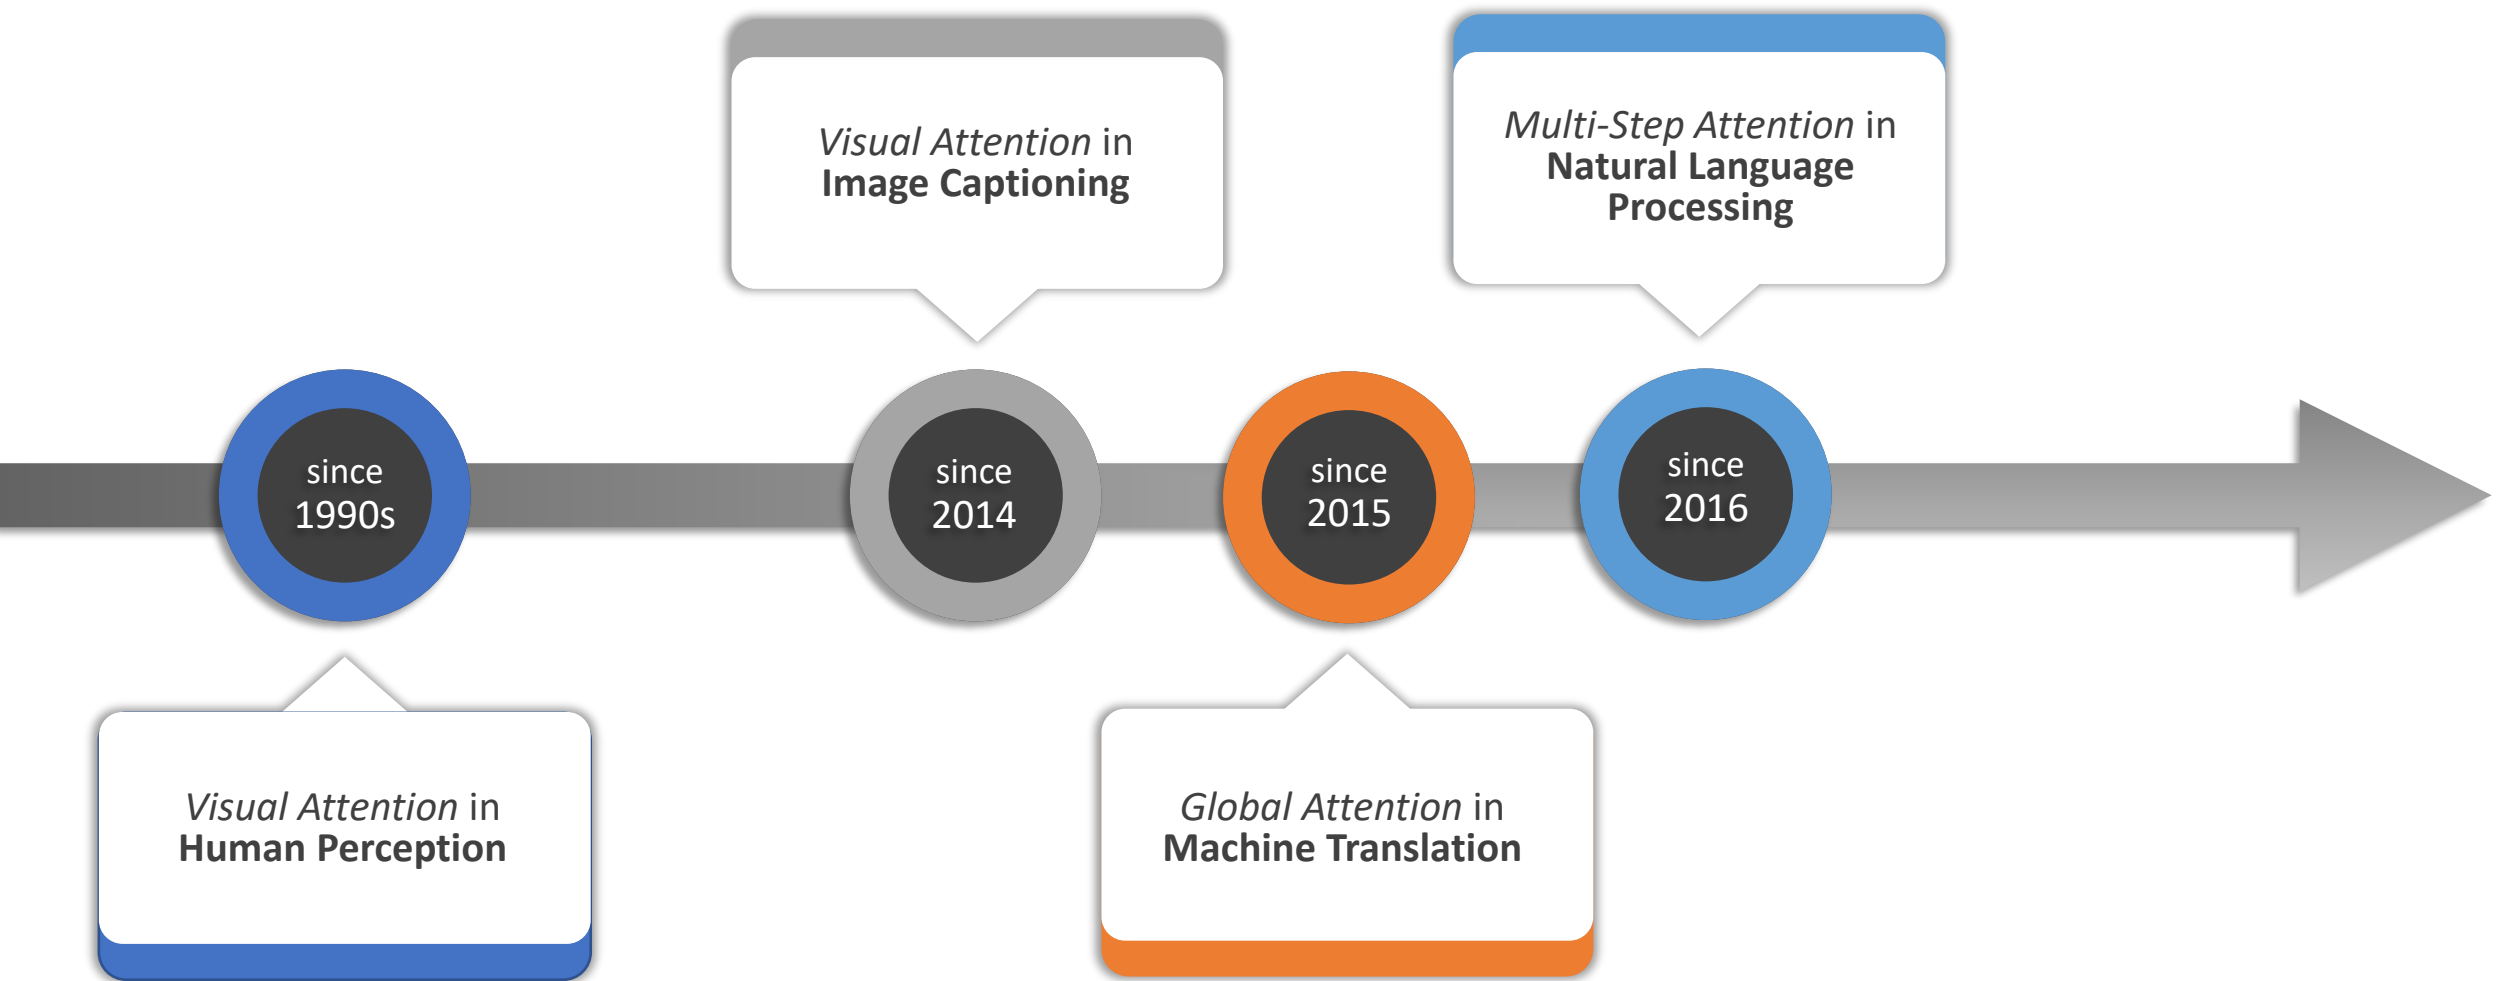 Visual Attention in
Image Captioning
Multi-Step Attention in
Natural Language
Processing
since
1990s
since
2014
since
2015
since
2016
Visual Attention in
Human Perception
Global Attention in
Machine Translation